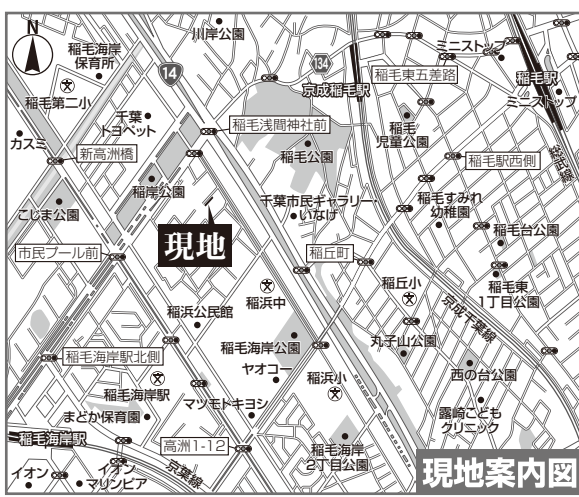 N
川岸公園
稲毛海岸
保育所
134
ミニストップ
14
稲毛東五差路
稲毛駅
京成稲毛駅
稲毛第二小
ミニストップ
千葉
トヨペット
稲毛浅間神社前
稲毛
児童公園
カスミ
新高洲橋
稲毛公園
稲毛駅西側
総武線
稲岸公園
稲毛すみれ
幼稚園
こじま公園
千葉市民ギャラリー・
いなげ
稲毛台公園
市民プール前
現地
稲丘町
稲毛東
1丁目公園
稲浜中
稲丘小
京成千葉線
稲浜公民館
稲毛海岸公園
丸子山公園
稲毛海岸駅北側
ヤオコー
西の台公園
稲毛海岸駅
稲浜小
まどか保育園
マツモトキヨシ
露崎こども
クリニック
稲毛海岸駅
高洲1-12
稲毛海岸
2丁目公園
イオン
イオン
マリンピア
京葉線
現地案内図